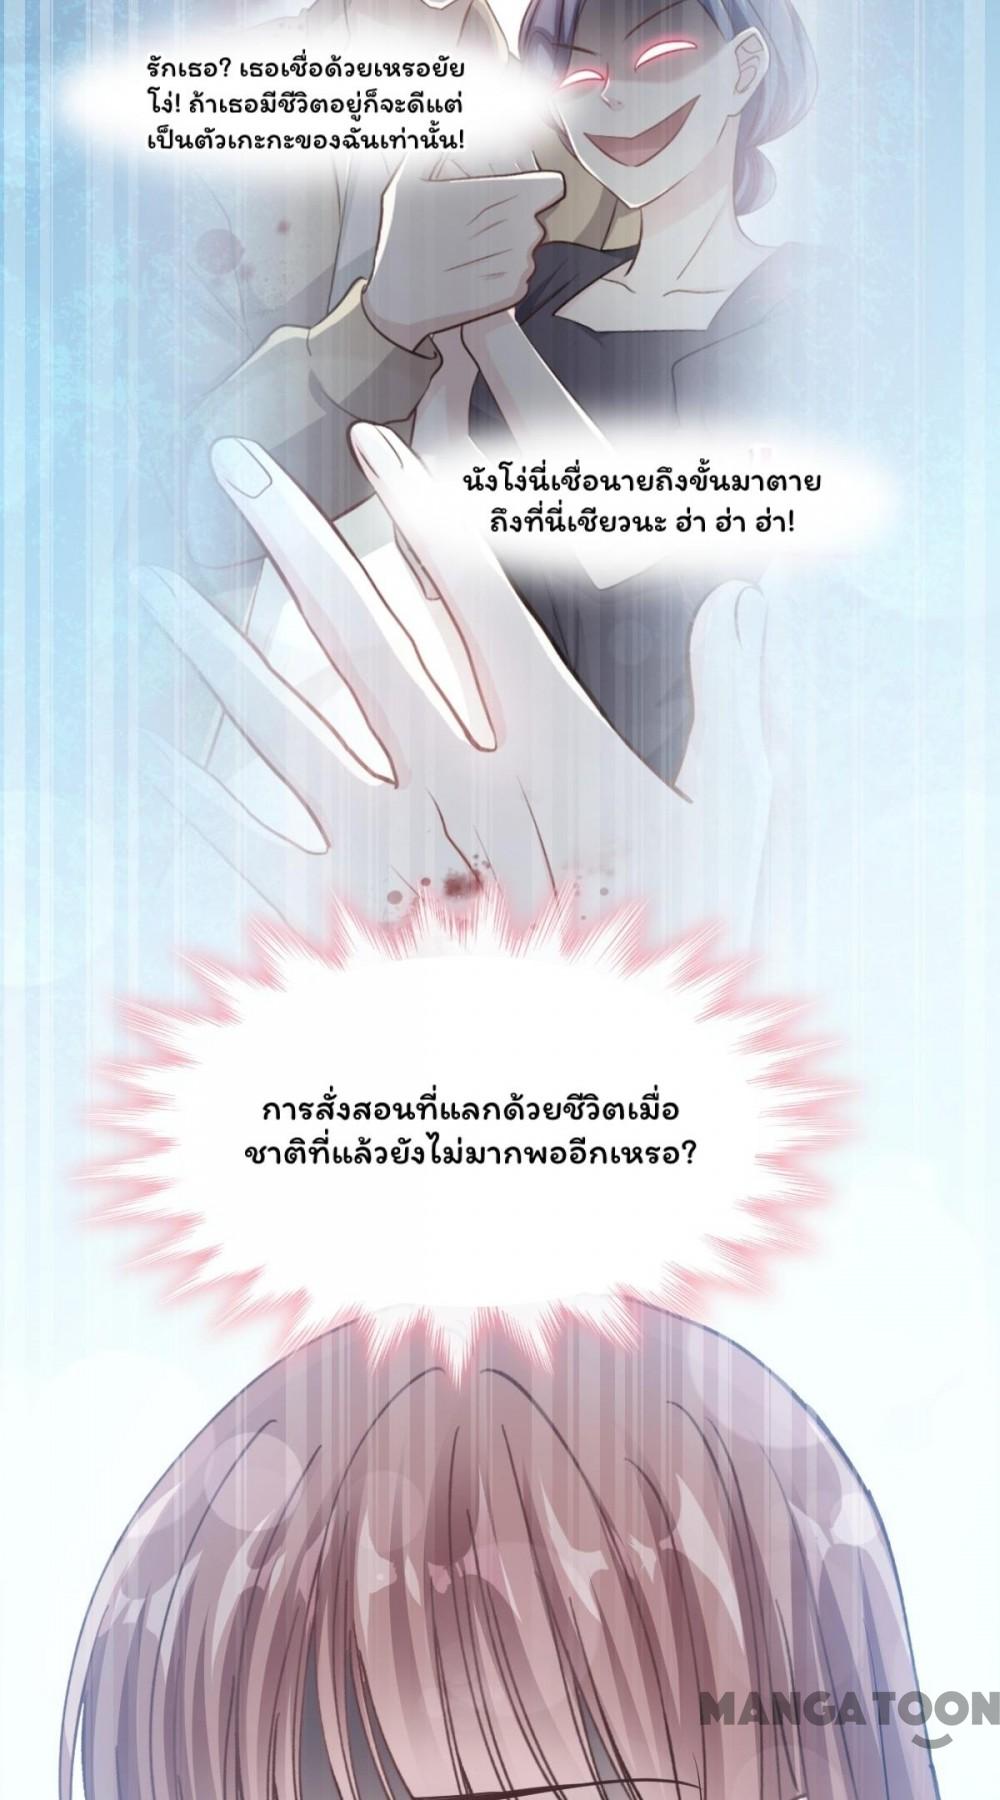 รักเธอ? เธอเชื่อด้วยเหรอยัย
โง่! ถ้าเธอมีชีวิตอยู่ก็จะดีแต่
เป็นตัวเกะกะของฉันเท่านั้น!
นังโง่นี่เชื่อนายถึงขั้นมาตาย
ถึงที่นี่เชียวนะ ฮ่า ฮ่า ฮ่า!
การสั่งสอนที่แลกด้วยชีวิตเมื่อ
ชาติที่แล้วยังไม่มากพออีกเหรอ?
MANGATOON